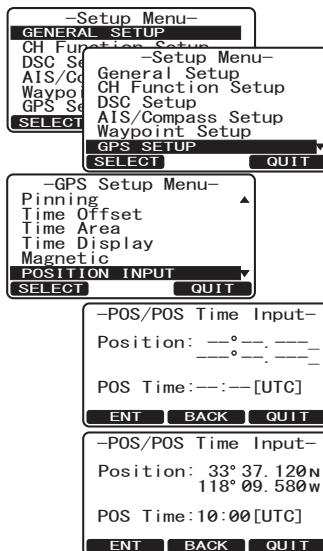 –Setup Menu–
GENERAL SETUP
CH Function Setup
DSC Se
AIS/Co
Waypoi
GPS Se
SELECT
–Setup Menu–
General Setup
CH Function Setup
DSC Setup
AIS/Compass Setup
Waypoint Setup
GPS SETUP ▼
SELECT QUIT
–GPS Setup Menu–
Pinning ▲
Time Offset
Time Area
Time Display
Magnetic
POSITION INPUT ▼
SELECT QUIT
–POS/POS Time Input–
Position: ––°––.–––_
–––°––.–––_
POS Time:––:––[UTC]
ENT BACK QUIT
–POS/POS Time Input–
Position: 33°37.120N
118°09.580W
POS Time:10:00[UTC]
ENT BACK QUIT